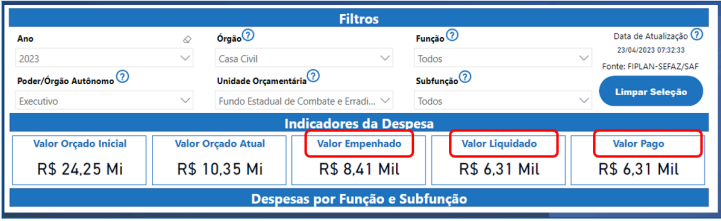 Filtros
Ano
Órgão ?
Função ?
Data de Atualização ?
2023
Casa Civil
Todos
23/04/2023 07:32:33
Fonte: FIPLAN-SEFAZ/SAF
Poder/Órgão Autônomo ?
Unidade Orçamentária ?
Subfunção ?
Executivo
Fundo Estadual de Combate e Erradi...
Todos
Limpar Seleção
Indicadores da Despesa
Valor Orçado Inicial
Valor Orçado Atual
Valor Empenhado
Valor Liquidado
Valor Pago
R$ 24,25 Mi
R$ 10,35 Mi
R$ 8,41 Mil
R$ 6,31 Mil
R$ 6,31 Mil
Despesas por Função e Subfunção